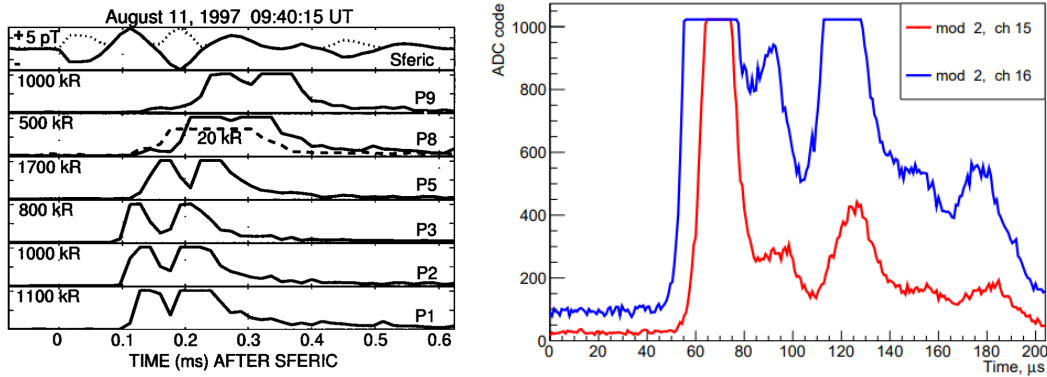 August 11, 1997 09:40:15 UT
+5 pT
-
Sferic
1000 kR
P9
500 kR
20 kR
P8
1700 kR
P5
800 kR
P3
1000 kR
P2
1100 kR
P1
0 0.1 0.2 0.3 0.4 0.5 0.6
TIME (ms) AFTER SFERIC
ADC code
1000
800
600
400
200
0
0 20 40 60 80 100 120 140 160 180 200
Time, μs
mod 2, ch 15
mod 2, ch 16